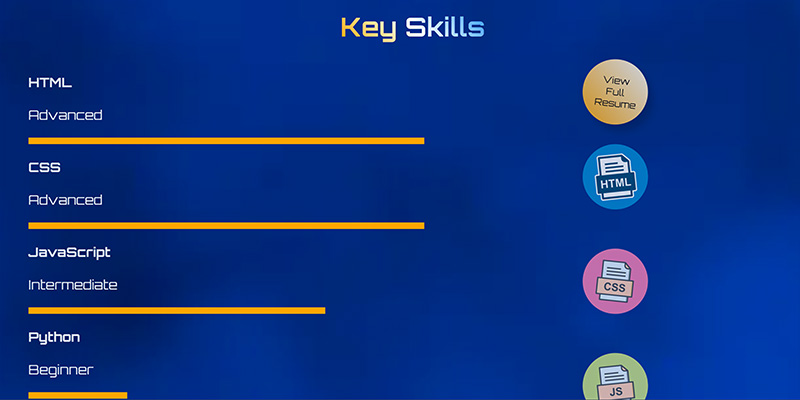 Key Skills
HTML
Advanced
CSS
Advanced
JavaScript
Intermediate
Python
Beginner
View
Full
Resume
HTML
CSS
JS